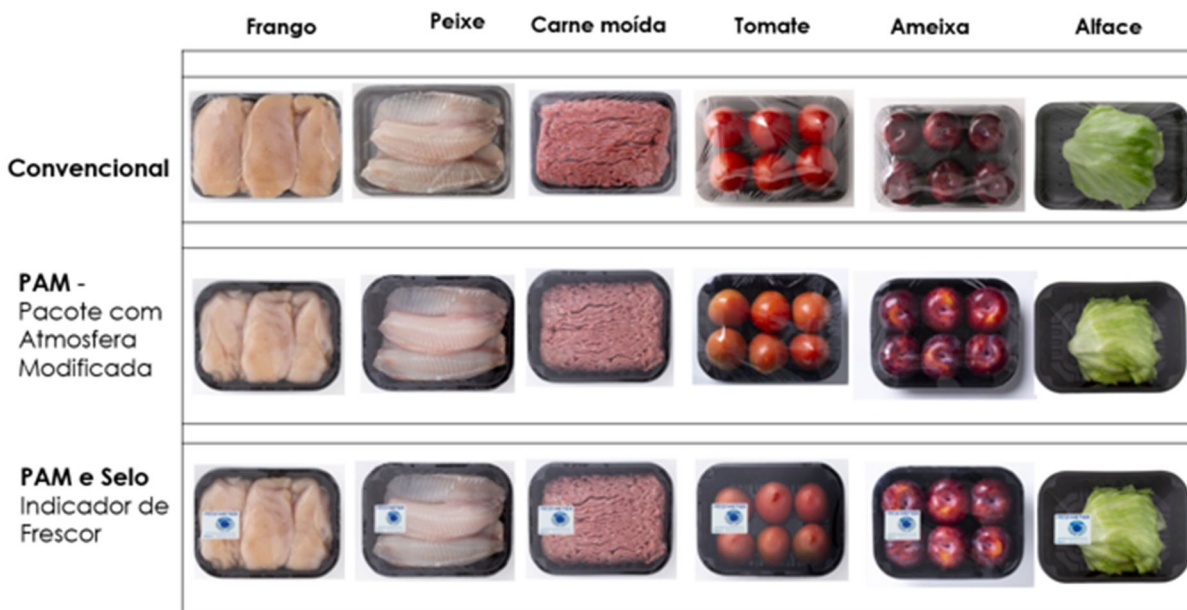 Frango Peixe Carne moída Tomate Ameixa Alface
Convencional
PAM -
Pacote com
Atmosfera
Modificada
PAM e Selo
Indicador de
Frescor